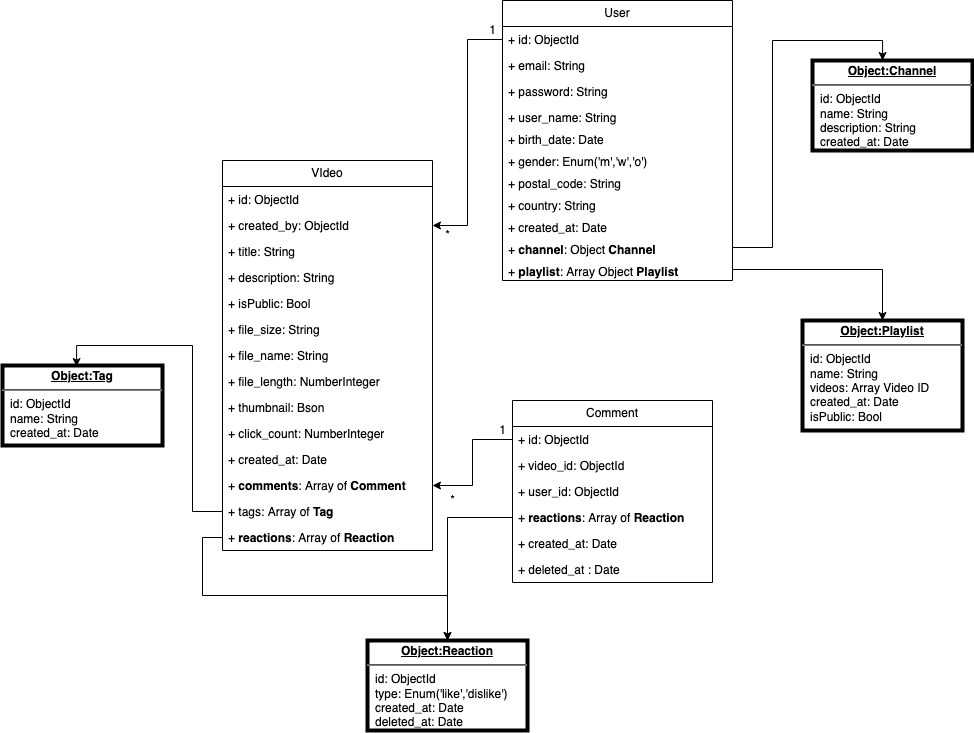 User
1
+ id: ObjectId
+ email: String
+ password: String
+ user_name: String
+ birth_date: Date
+ gender: Enum('m','w','o')
+ postal_code: String
+ country: String
+ created_at: Date
+ channel: Object Channel
+ playlist: Array Object Playlist
Object:Channel
id: ObjectId
name: String
description: String
created_at: Date
VIdeo
+ id: ObjectId
+ created_by: ObjectId
*
+ title: String
+ description: String
+ isPublic: Bool
+ file_size: String
+ file_name: String
+ file_length: NumberInteger
+ thumbnail: Bson
+ click_count: NumberInteger
+ created_at: Date
+ comments: Array of Comment
+ tags: Array of Tag
+ reactions: Array of Reaction
Object:Playlist
id: ObjectId
name: String
videos: Array Video ID
created_at: Date
isPublic: Bool
Object:Tag
id: ObjectId
name: String
created_at: Date
Comment
1
+ id: ObjectId
+ video_id: ObjectId
+ user_id: ObjectId
*
+ reactions: Array of Reaction
+ created_at: Date
+ deleted_at : Date
Object:Reaction
id: ObjectId
type: Enum('like','dislike')
created_at: Date
deleted_at: Date